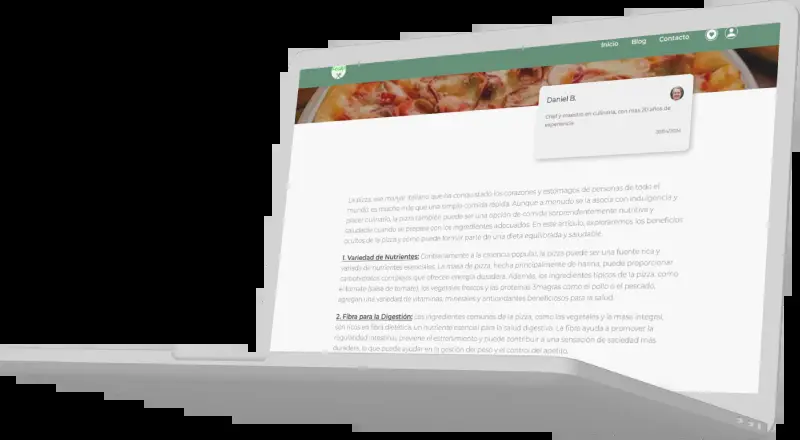 Inicio Blog Contacto
Daniel B.
Chef y maestro en culinaria, con mas 20 años de
experiencia
La pizza, ese manjar italiano que ha conquistado los corazones y estómagos de personas de todo el
mundo, es mucho más que una simple comida rápida. Aunque a menudo se la asocia con indulgencia y
placer culinario, la pizza también puede ser una opción de comida sorprendentemente nutritiva y
saludable cuando se prepara con los ingredientes adecuados. En este artículo, exploraremos los beneficios
ocultos de la pizza y cómo puede formar parte de una dieta equilibrada y saludable.
1. Variedad de Nutrientes: Contrariamente a la creencia popular, la pizza puede ser una fuente rica y
variada de nutrientes esenciales. La masa de pizza, hecha principalmente de harina, puede proporcionar
carbohidratos complejos que ofrecen energía duradera. Además, los ingredientes típicos de la pizza, como
el tomate (salsa de tomate), los vegetales frescos y las proteínas (magras como el pollo o el pescado,
agregan una variedad de vitaminas, minerales y antioxidantes beneficiosos para la salud.
2. Fibra para la Digestión: Los ingredientes comunes de la pizza, como los vegetales y la masa integral,
son ricos en fibra dietética, un nutriente esencial para la salud digestiva. La fibra ayuda a promover la
regularidad intestinal, previene el estreñimiento y puede contribuir a una sensación de saciedad más
duradera, lo que puede ayudar en la gestión del peso y el control del apetito.